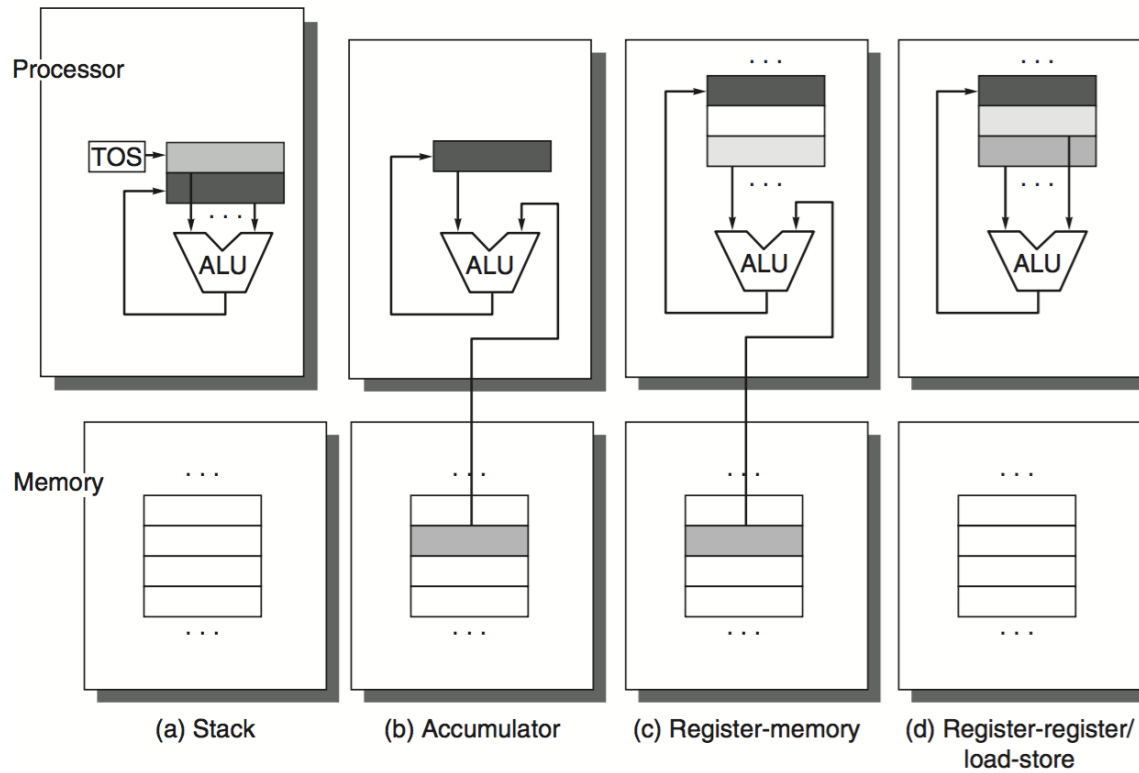 Processor
. . .
. . .
TOS
. . .
. . .
. . .
ALU
ALU
ALU
ALU
Memory
. . .
. . .
. . .
. . .
. . .
. . .
. . .
. . .
(a) Stack
(b) Accumulator
(c) Register-memory
(d) Register-register/
load-store